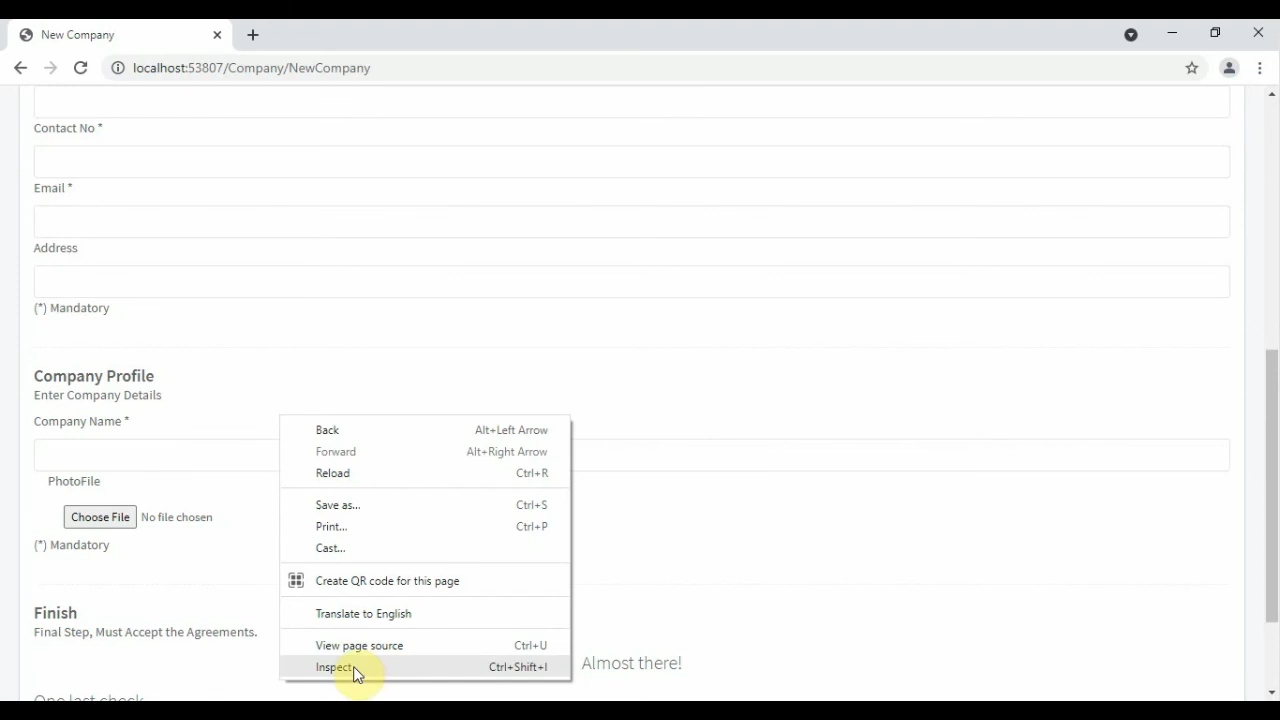 New Company
localhost:53807/Company/NewCompany
Contact No *
Email *
Address
(*) Mandatory
Company Profile
Enter Company Details
Company Name *
PhotoFile
Choose File No file chosen
(*) Mandatory
Finish
Final Step, Must Accept the Agreements.
Almost there!
One last check
Back Alt+Left Arrow
Forward Alt+Right Arrow
Reload Ctrl+R
Save as... Ctrl+S
Print... Ctrl+P
Cast...
Create QR code for this page
Translate to English
View page source Ctrl+U
Inspect Ctrl+Shift+I